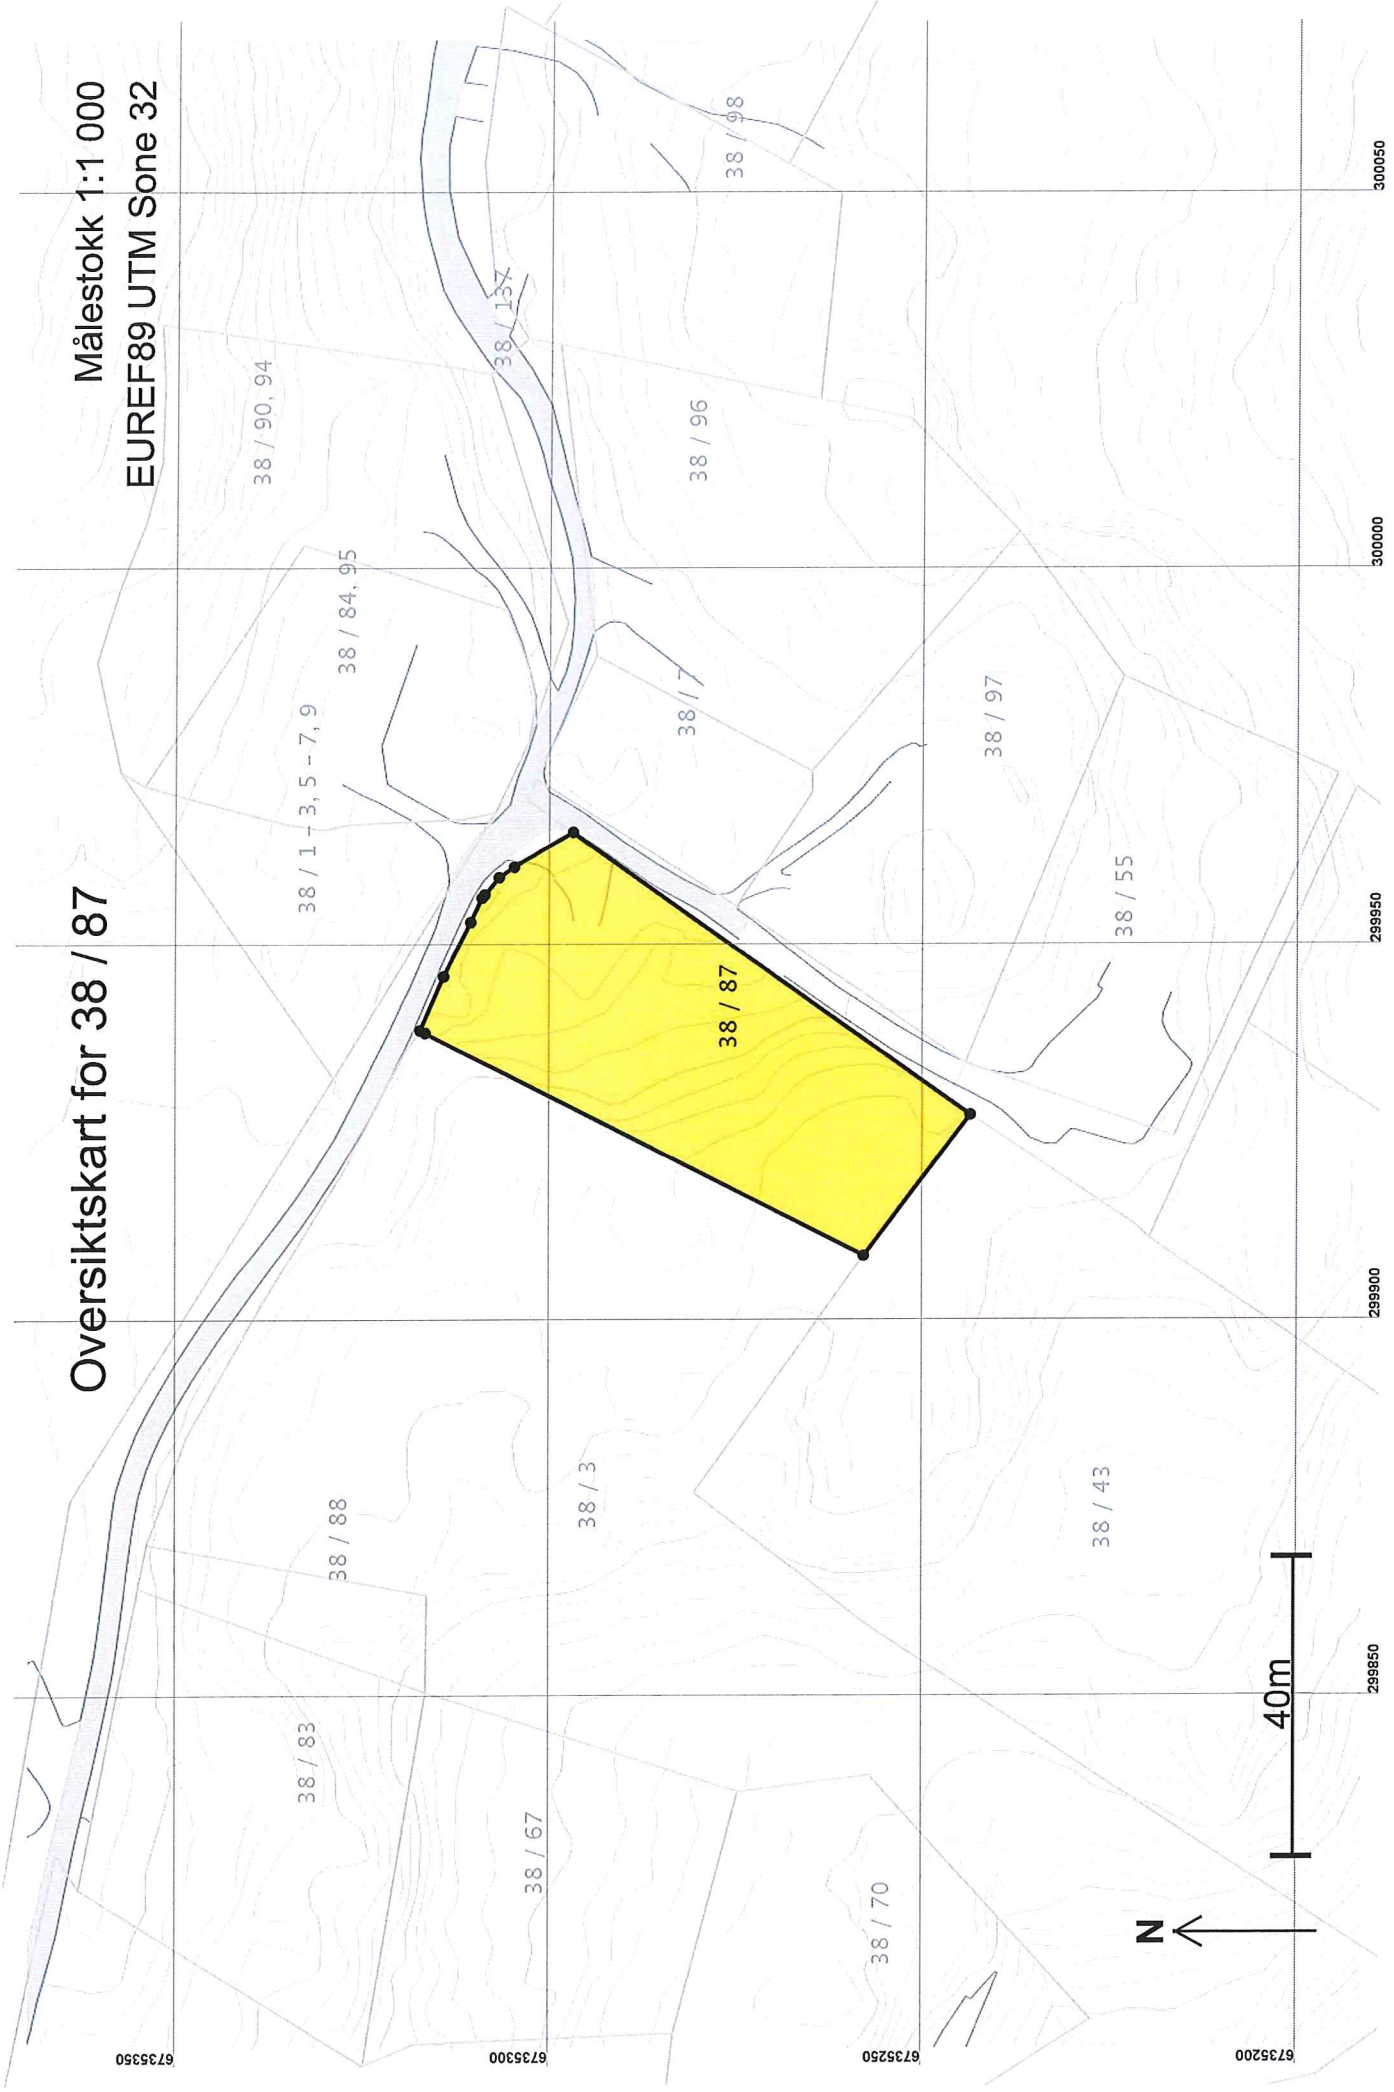 Oversiktskart for 38 / 87
Målestokk 1:1 000
EUREF89 UTM Sone 32
38 / 90, 94
38 / 84, 95
38 / 1 – 3, 5 – 7, 9
38 / 137
38 / 98
38 / 96
38 / 7
38 / 97
38 / 55
38 / 87
38 / 88
38 / 3
38 / 43
38 / 83
38 / 67
38 / 70
40m
N
6735350
6735300
6735250
6735200
299850
299900
299950
300000
300050